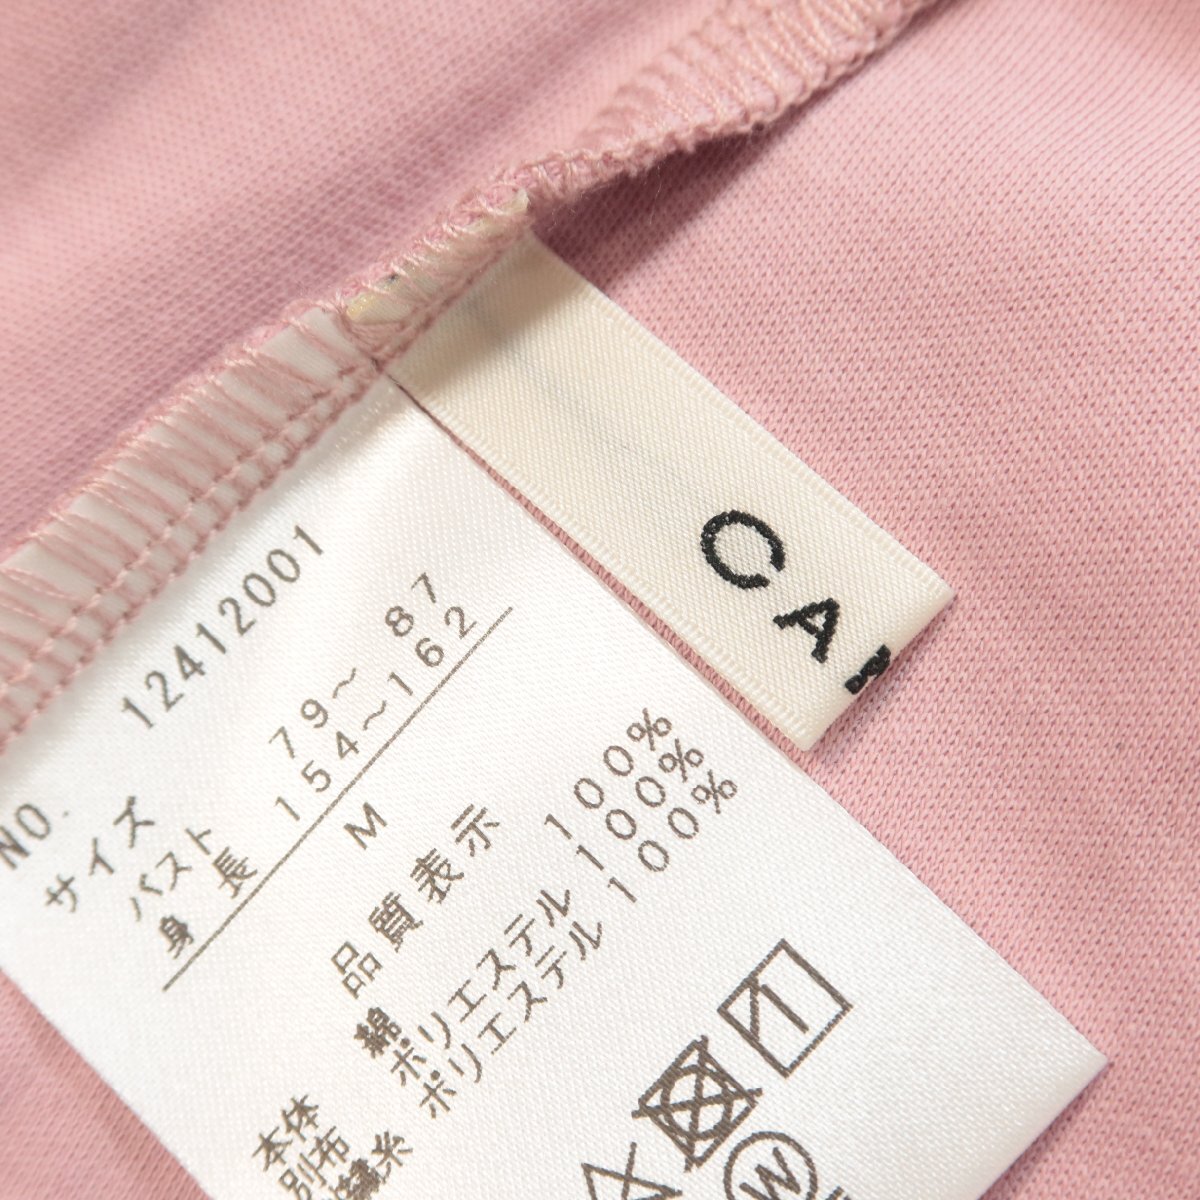 CA
NO. 12412001
サイズ
バスト 79～ 87
身 長 154～162
M
品質表示
本体 綿 100%
別布 ポリエステル 100%
繍糸 ポリエステル 100%
W